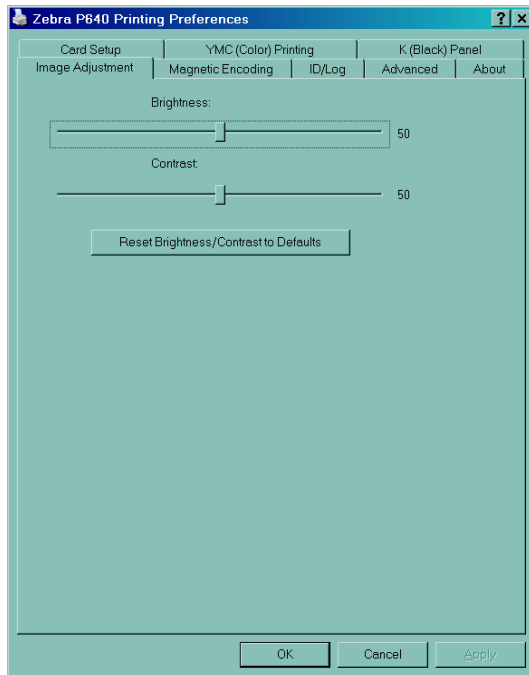 Zebra P640 Printing Preferences
Card Setup YMC (Color) Printing K (Black) Panel
Image Adjustment Magnetic Encoding ID/Log Advanced About
Brightness:
50
Contrast:
50
Reset Brightness/Contrast to Defaults
OK Cancel Apply